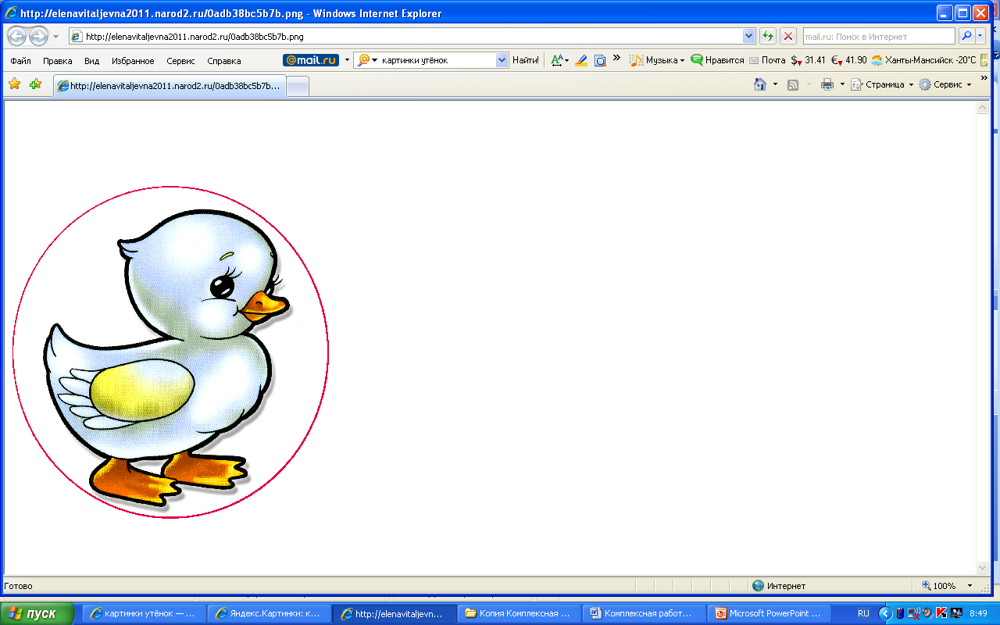 http://elenavitaljevna2011.narod2.ru/0adb38bc5b7b.png - Windows Internet Explorer
http://elenavitaljevna2011.narod2.ru/0adb38bc5b7b.png
mail.ru: Поиск в Интернет
Файл Правка Вид Избранное Сервис Справка
@mail.ru картинки утёнок Найти! Музыка Нравится Почта $ 31.41 € 41.90 Ханты-Мансийск -20°C
http://elenavitaljevna2011.narod2.ru/0adb38bc5b7b...
Страница Сервис
Готово Интернет 100%
пуск картинки утёнок — ... Яндекс.Картинки: к... http://elenavitaljevn... Копия Комплексная ... Комплексная работ... Microsoft PowerPoint ... RU 8:49